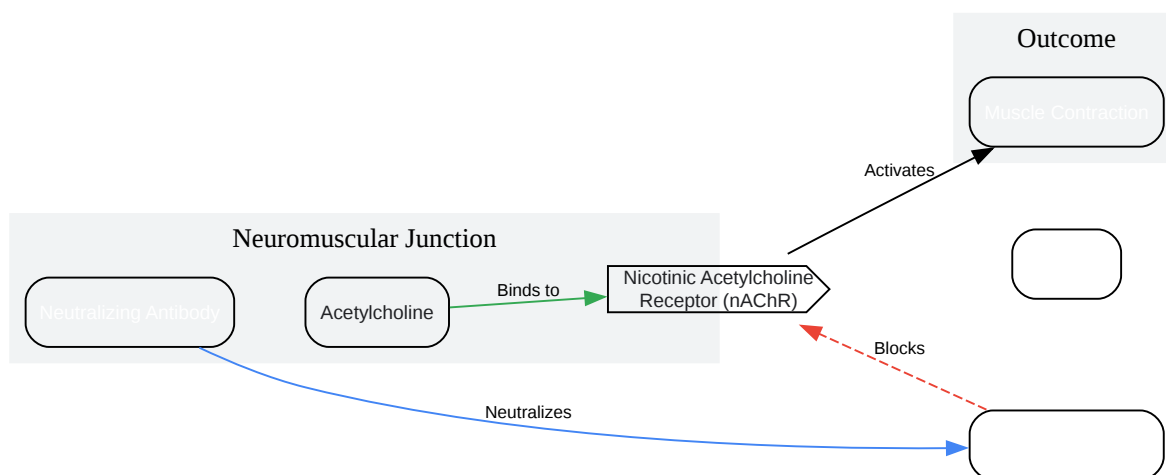 Outcome
Muscle Contraction
Activates
Neuromuscular Junction
Neutralizing Antibody
Acetylcholine
Binds to
Nicotinic Acetylcholine
Receptor (nAChR)
Blocks
Neutralizes